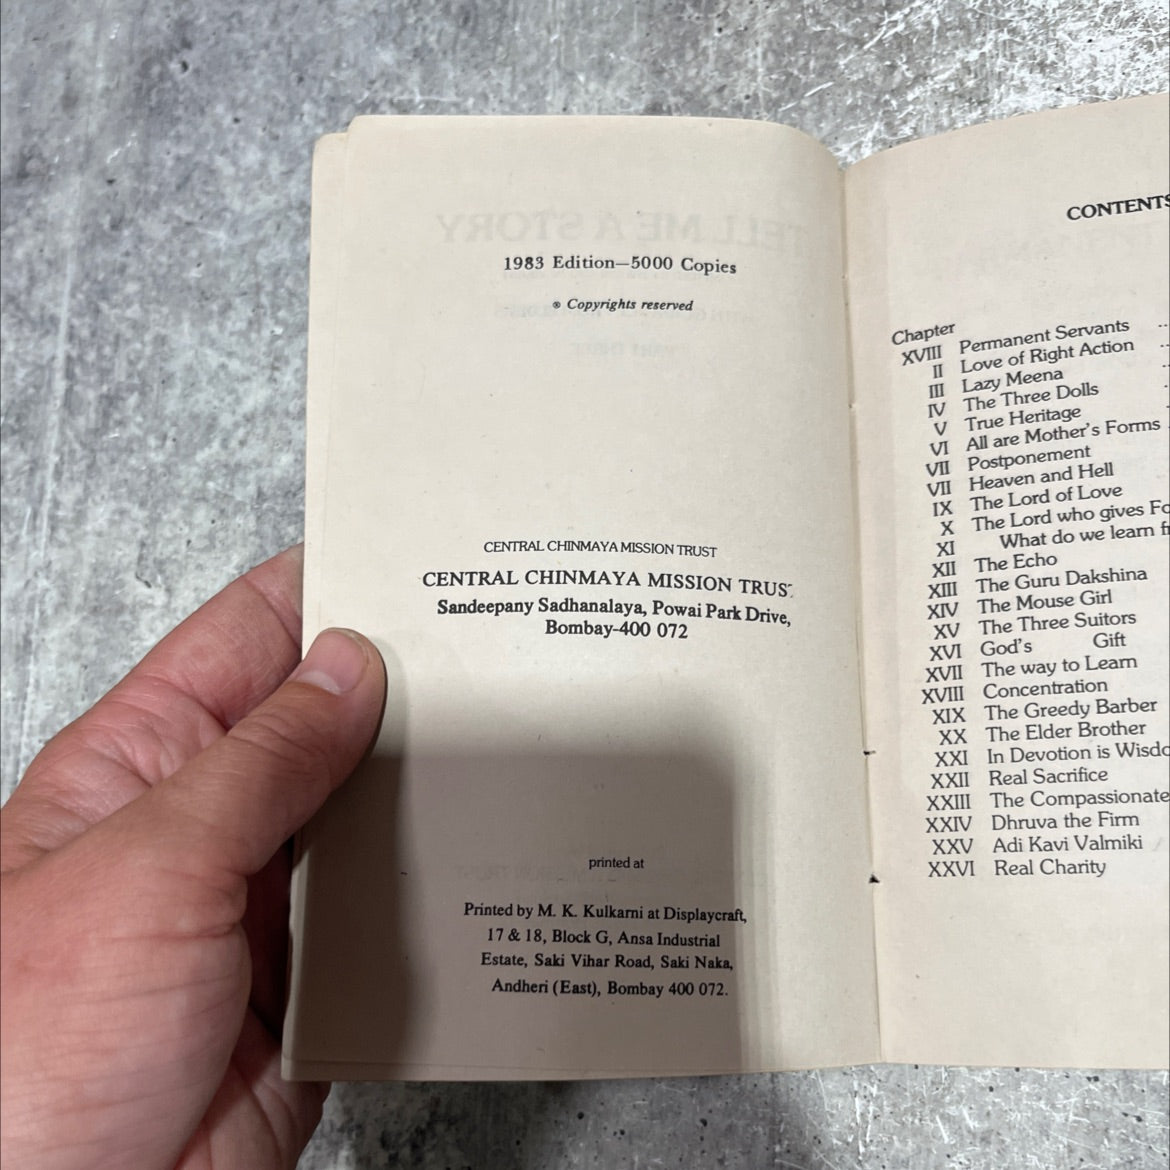 1983 Edition—5000 Copies
® Copyrights reserved
CENTRAL CHINMAYA MISSION TRUST
CENTRAL CHINMAYA MISSION TRUST
Sandeepany Sadhanalaya, Powai Park Drive,
Bombay-400 072
printed at
Printed by M. K. Kulkarni at Displaycraft,
17 & 18, Block G, Ansa Industrial
Estate, Saki Vihar Road, Saki Naka,
Andheri (East), Bombay 400 072.
CONTENTS
Chapter
XVIII Permanent Servants ..
II Love of Right Action ..
III Lazy Meena
IV The Three Dolls
V True Heritage
VI All are Mother's Forms
VII Postponement
VII Heaven and Hell
IX The Lord of Love
X The Lord who gives
XI What do we learn
XII The Echo
XIII The Guru Dakshina
XIV The Mouse Girl
XV The Three Suitors
XVI God's Gift
XVII The way to Learn
XVIII Concentration
XIX The Greedy Barber
XX The Elder Brother
XXI In Devotion is
XXII Real Sacrifice
XXIII The Compassionate
XXIV Dhruva the Firm
XXV Adi Kavi Valmiki
XXVI Real Charity